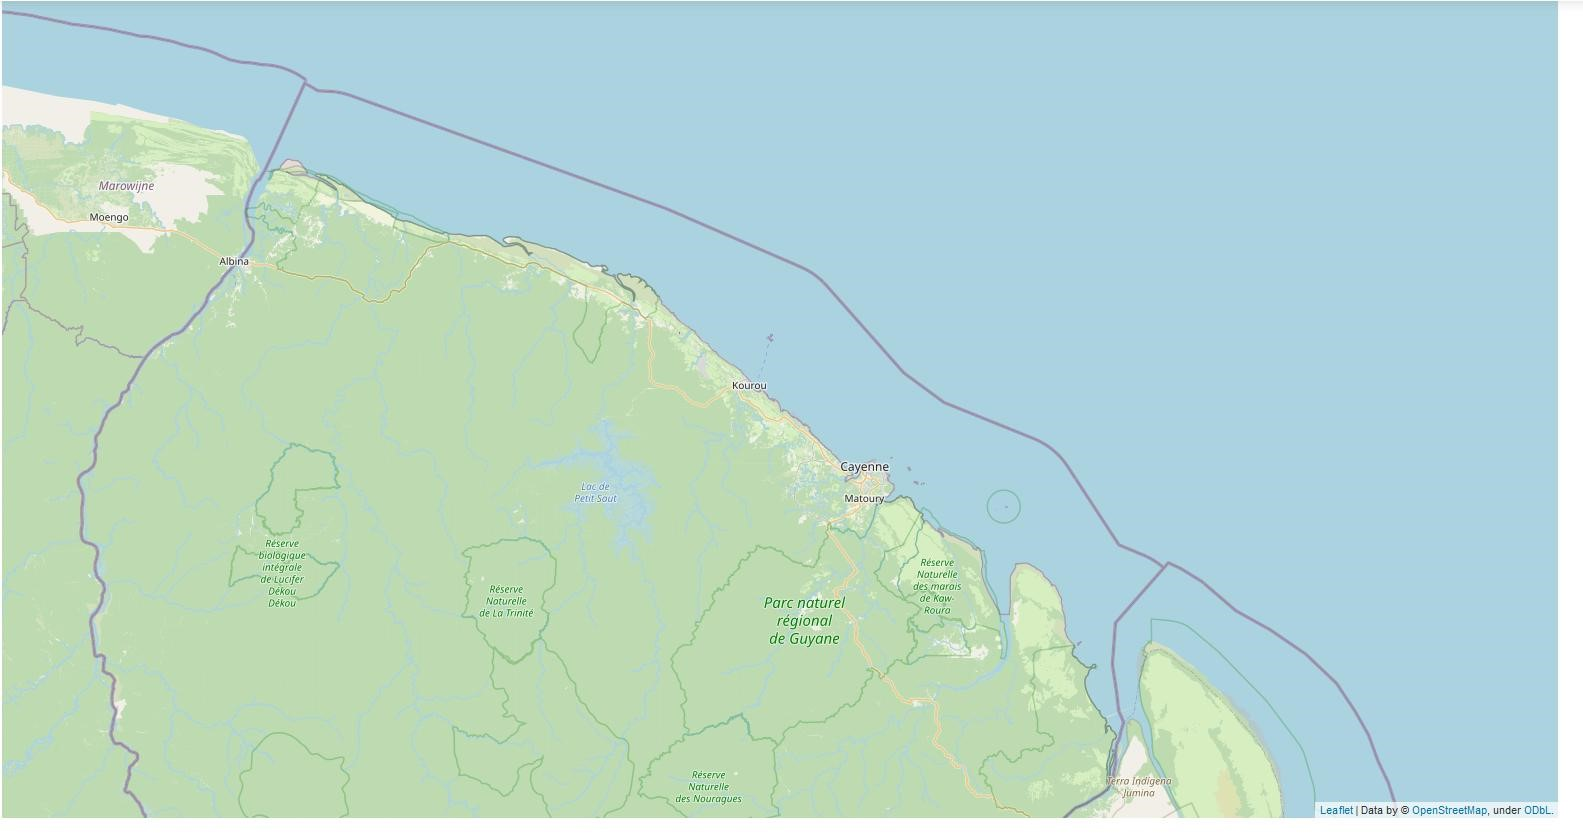 Marowijne
Moengo
Albina
Kourou
Cayenne
Lac de
Petit Saut
Matoury
Réserve
biologique
intégrale
de Lucifer
Dékou
Dékou
Réserve
Naturelle
de La Trinité
Réserve
Naturelle
des marais
de Kaw-
Roura
Parc naturel
régional
de Guyane
Réserve
Naturelle
des Nouragues
Terra Indígena
Jumina
Leaflet | Data by © OpenStreetMap, under ODbL.